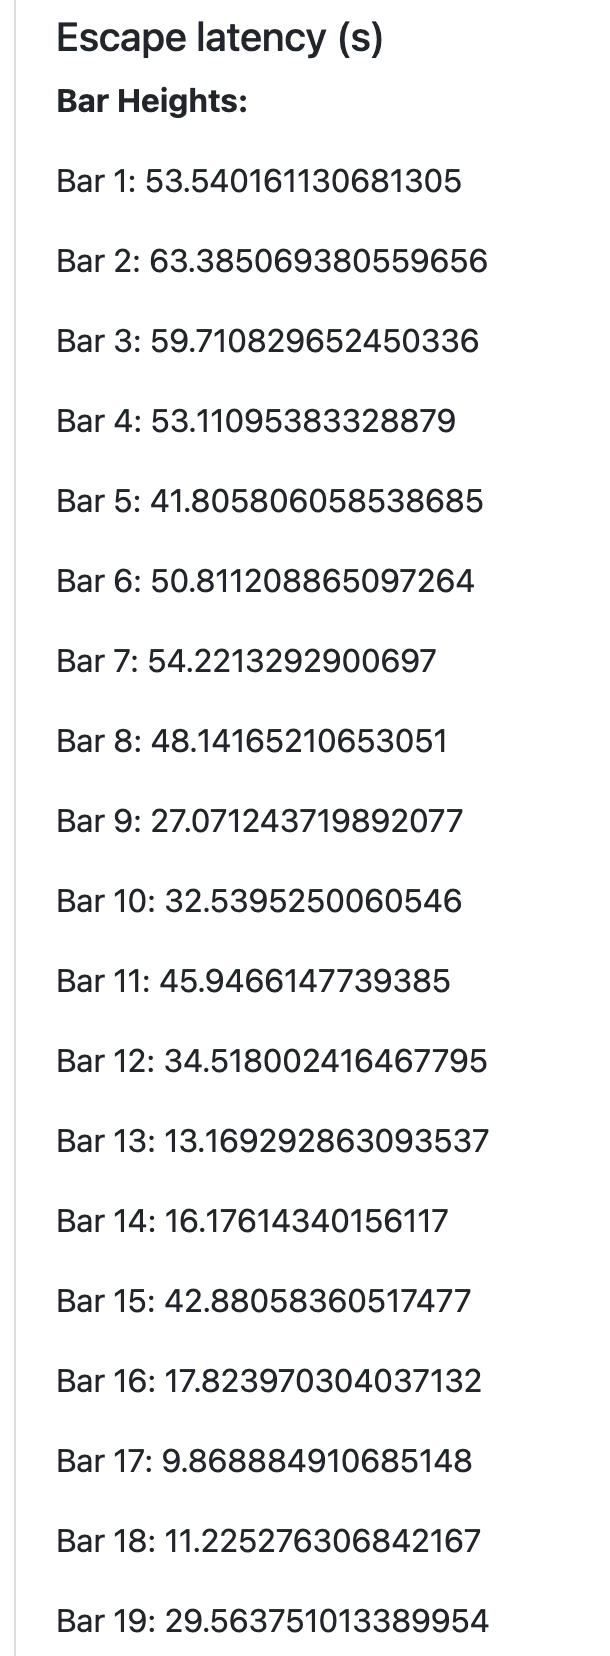 Escape latency (s)
Bar Heights:
Bar 1: 53.540161130681305
Bar 2: 63.385069380559656
Bar 3: 59.710829652450336
Bar 4: 53.11095383328879
Bar 5: 41.805806058538685
Bar 6: 50.811208865097264
Bar 7: 54.2213292900697
Bar 8: 48.14165210653051
Bar 9: 27.071243719892077
Bar 10: 32.5395250060546
Bar 11: 45.9466147739385
Bar 12: 34.518002416467795
Bar 13: 13.169292863093537
Bar 14: 16.17614340156117
Bar 15: 42.88058360517477
Bar 16: 17.823970304037132
Bar 17: 9.868884910685148
Bar 18: 11.225276306842167
Bar 19: 29.563751013389954